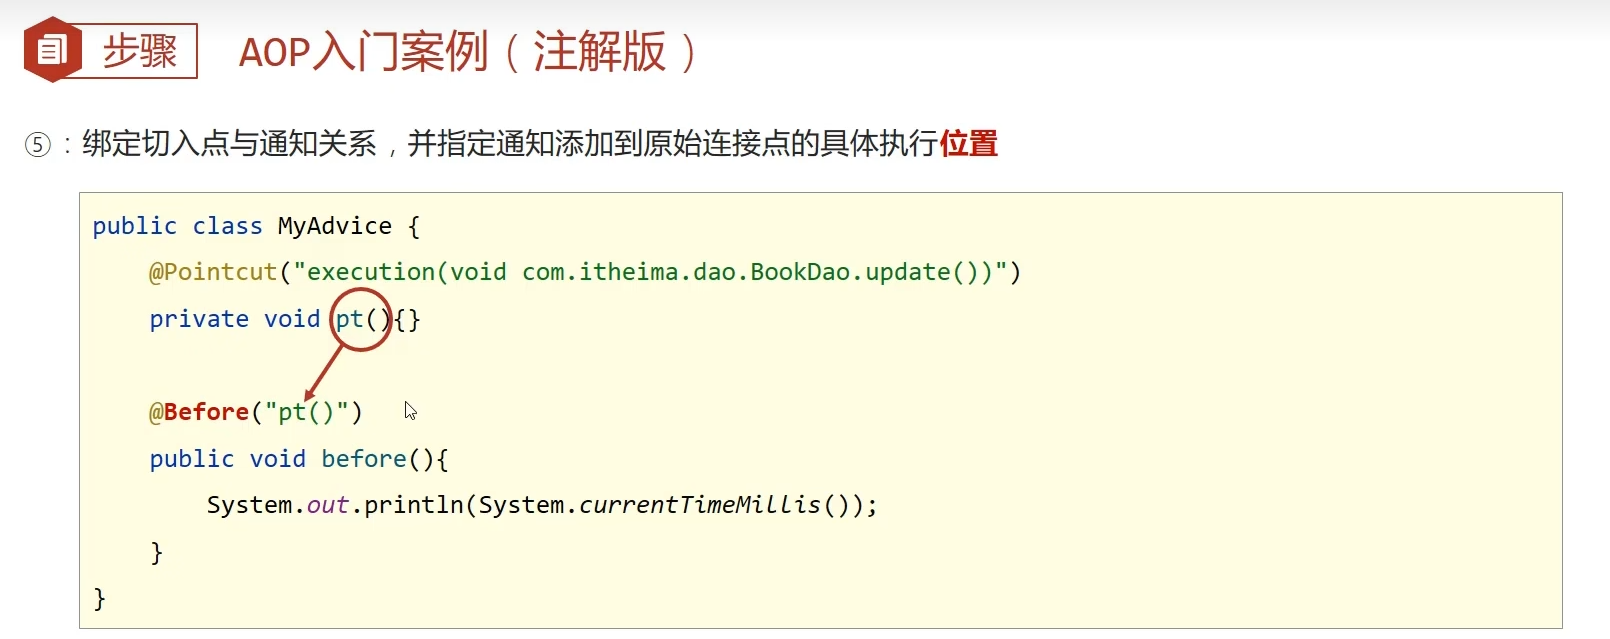 步骤
AOP入门案例（注解版）
⑤：绑定切入点与通知关系，并指定通知添加到原始连接点的具体执行位置
public class MyAdvice {
    @Pointcut("execution(void com.itheima.dao.BookDao.update())")
    private void pt(){}
    @Before("pt()")
    public void before(){
        System.out.println(System.currentTimeMillis());
    }
}